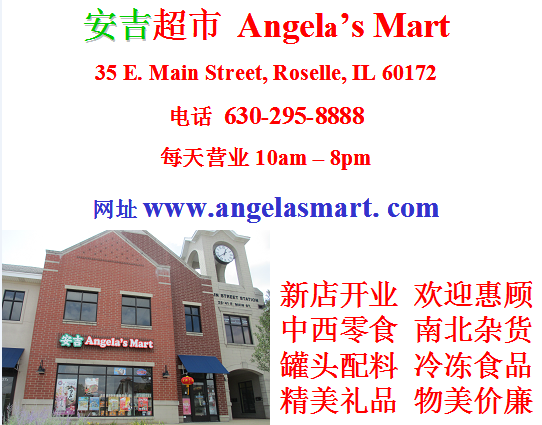 安吉超市 Angela's Mart
35 E. Main Street, Roselle, IL 60172
电话 630-295-8888
每天营业 10am – 8pm
网址 www.angelasmart. com
安吉 Angela's Mart
新店开业 欢迎惠顾
中西零食 南北杂货
罐头配料 冷冻食品
精美礼品 物美价廉